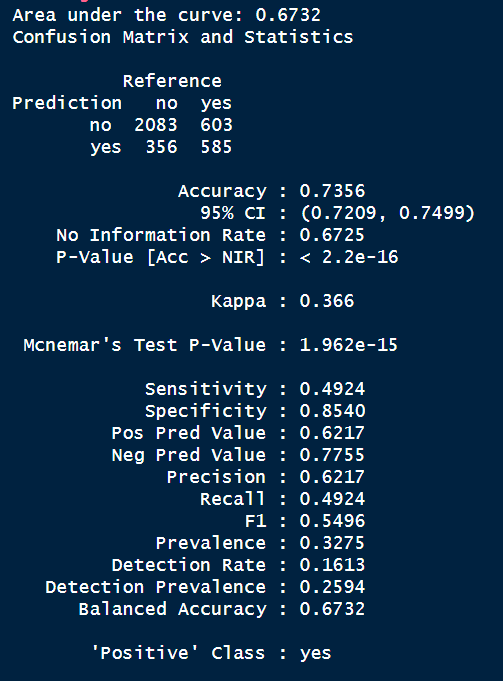 Area under the curve: 0.6732
Confusion Matrix and Statistics
Reference
Prediction no yes
no 2083 603
yes 356 585
Accuracy : 0.7356
95% CI : (0.7209, 0.7499)
No Information Rate : 0.6725
P-Value [Acc > NIR] : < 2.2e-16
Kappa : 0.366
Mcnemar's Test P-Value : 1.962e-15
Sensitivity : 0.4924
Specificity : 0.8540
Pos Pred Value : 0.6217
Neg Pred Value : 0.7755
Precision : 0.6217
Recall : 0.4924
F1 : 0.5496
Prevalence : 0.3275
Detection Rate : 0.1613
Detection Prevalence : 0.2594
Balanced Accuracy : 0.6732
'Positive' Class : yes